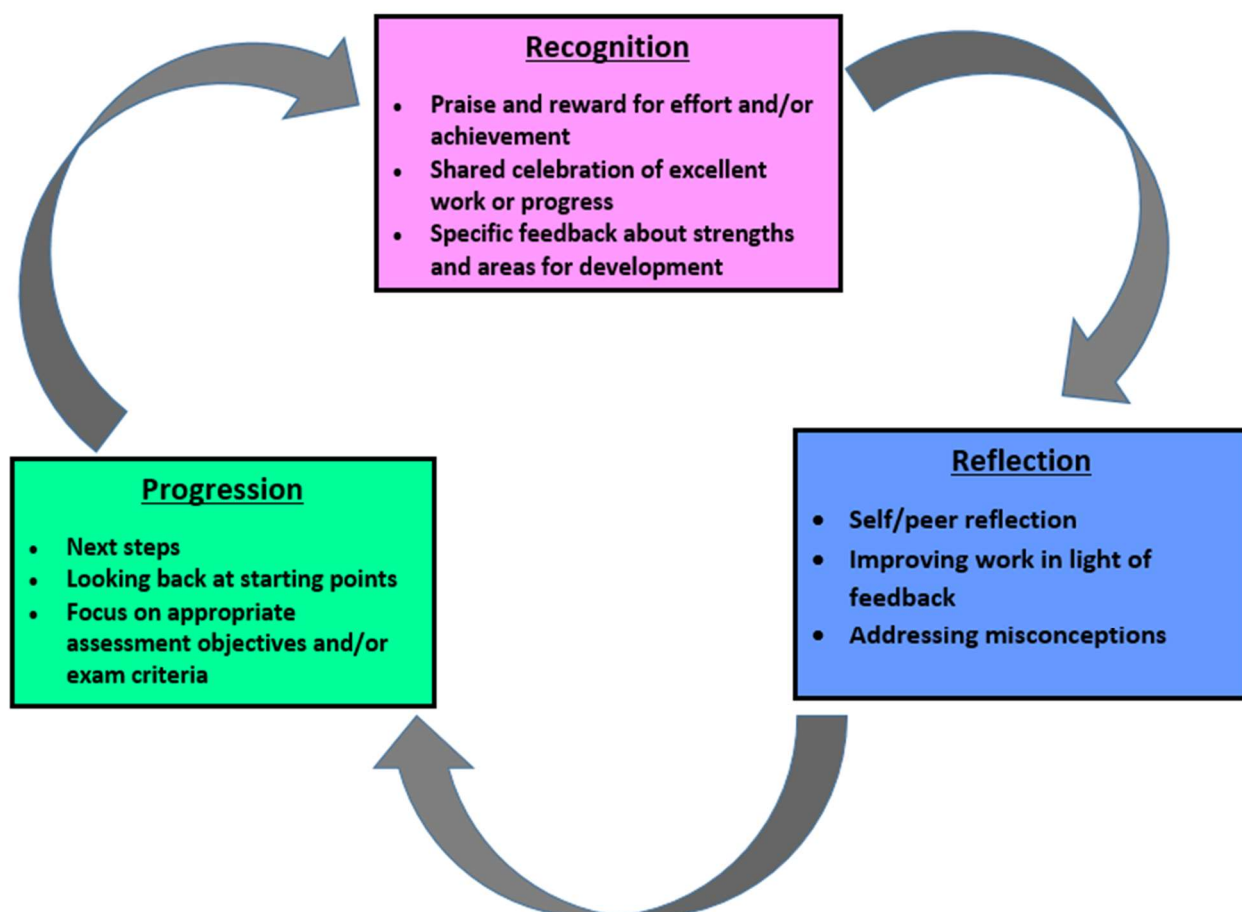 Recognition
• Praise and reward for effort and/or
achievement
• Shared celebration of excellent
work or progress
• Specific feedback about strengths
and areas for development
Reflection
• Self/peer reflection
• Improving work in light of
feedback
• Addressing misconceptions
Progression
• Next steps
• Looking back at starting points
• Focus on appropriate
assessment objectives and/or
exam criteria